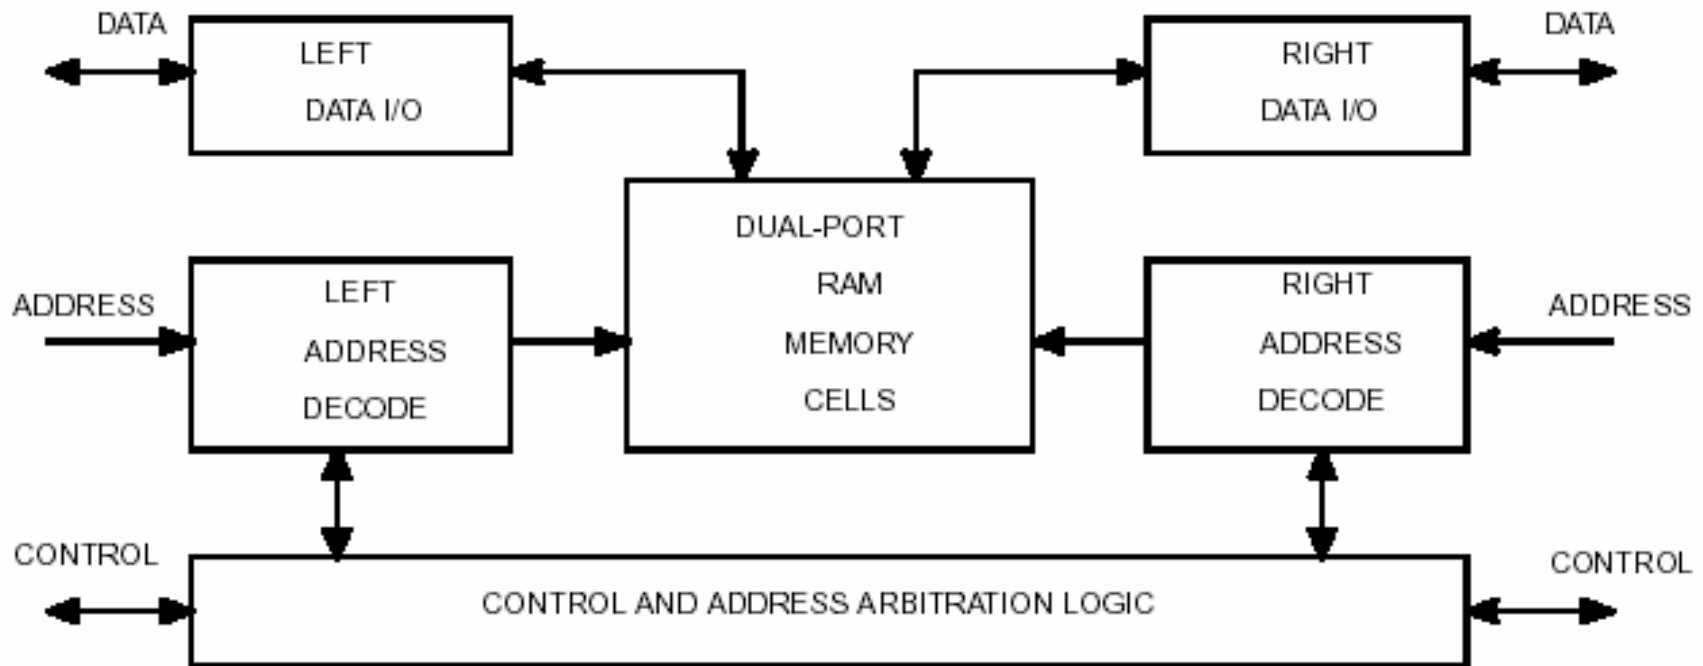 DATA
LEFT
DATA I/O
RIGHT
DATA I/O
DATA
ADDRESS
LEFT
ADDRESS
DECODE
DUAL-PORT
RAM
MEMORY
CELLS
RIGHT
ADDRESS
DECODE
ADDRESS
CONTROL
CONTROL AND ADDRESS ARBITRATION LOGIC
CONTROL